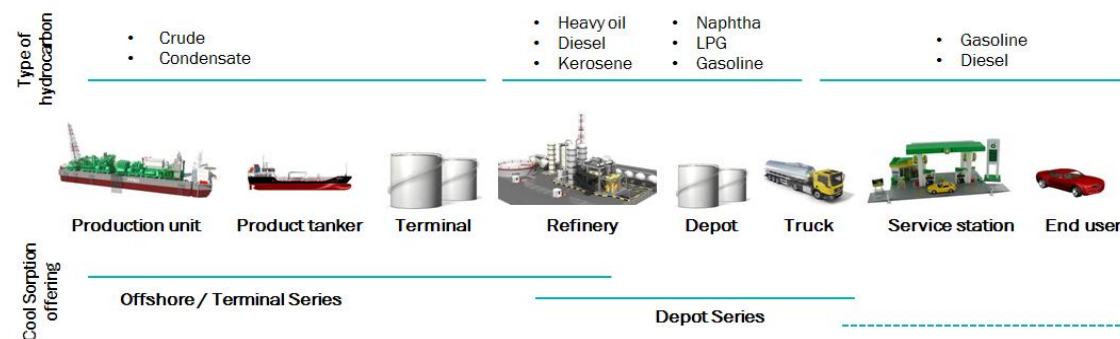 Type of
hydrocarbon
• Crude
• Condensate
• Heavy oil
• Diesel
• Kerosene
• Naphtha
• LPG
• Gasoline
• Gasoline
• Diesel
Production unit
Product tanker
Terminal
Refinery
Depot
Truck
Service station
End user
Cool Sorption
offering
Offshore / Terminal Series
Depot Series